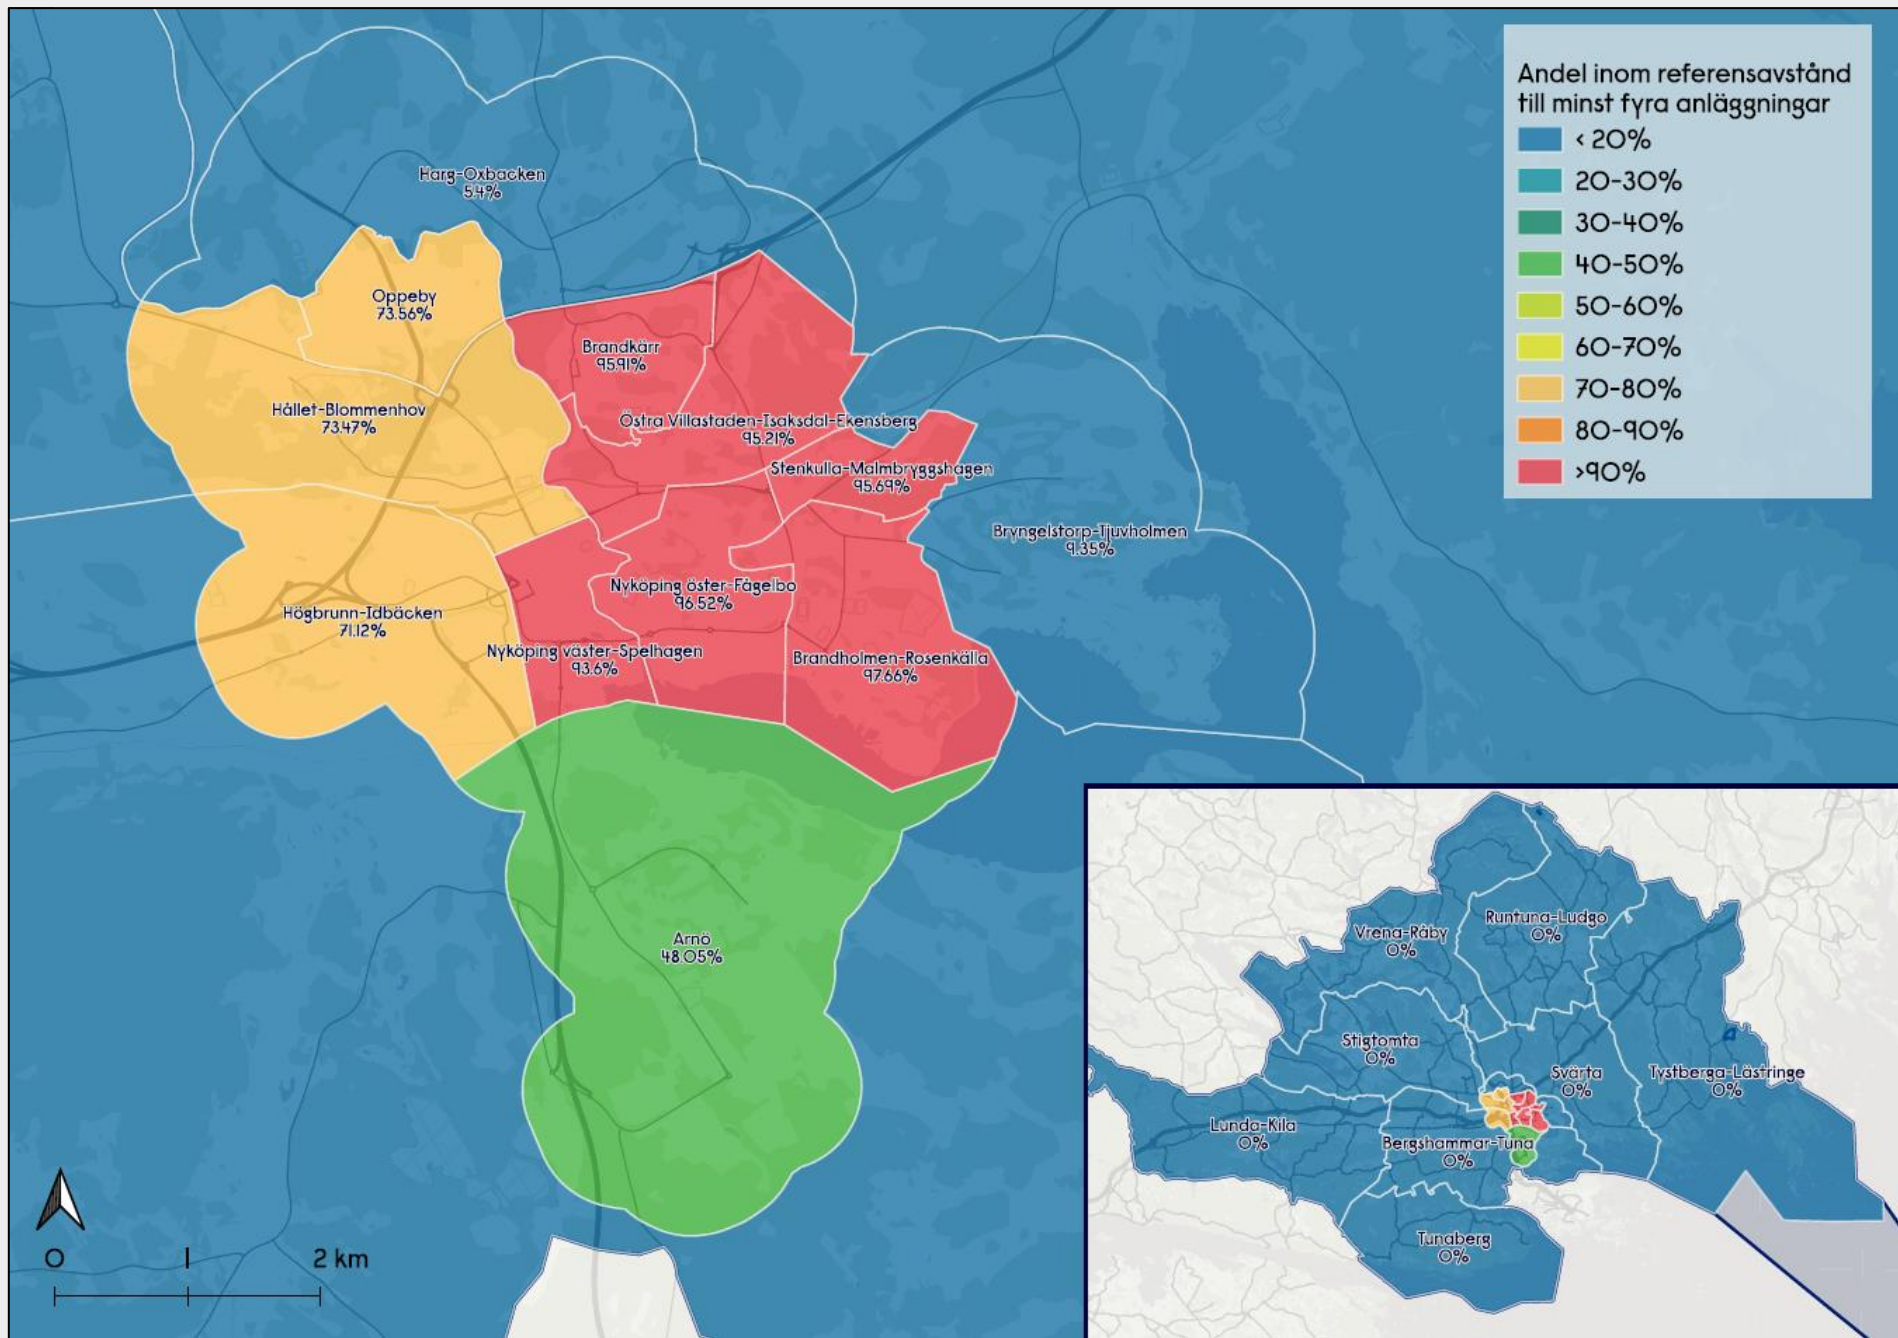 Andel inom referensavstånd
till minst fyra anläggningar
< 20%
20-30%
30-40%
40-50%
50-60%
60-70%
70-80%
80-90%
>90%
Harg-Oxbacken
5.4%
Oppeby
73.56%
Brandkärr
95.91%
Hållet-Blommenhov
73.47%
Östra Villastaden-Isaksdal-Ekensberg
95.21%
Stenkulla-Malmbryggshagen
95.69%
Bryngelstorp-Tjuvholmen
9.35%
Nyköping öster-Fågelbo
96.52%
Högbrunn-Idbäcken
71.12%
Nyköping väster-Spelhagen
93.6%
Brandholmen-Rosenkälla
97.66%
Arnö
48.05%
Runtuna-Ludgo
0%
Vrena-Råby
0%
Stigtomta
0%
Svärta
0%
Tystberga-Lästringe
0%
Lunda-Kila
0%
Bergshammar-Tuna
0%
Tunaberg
0%
0 1 2 km